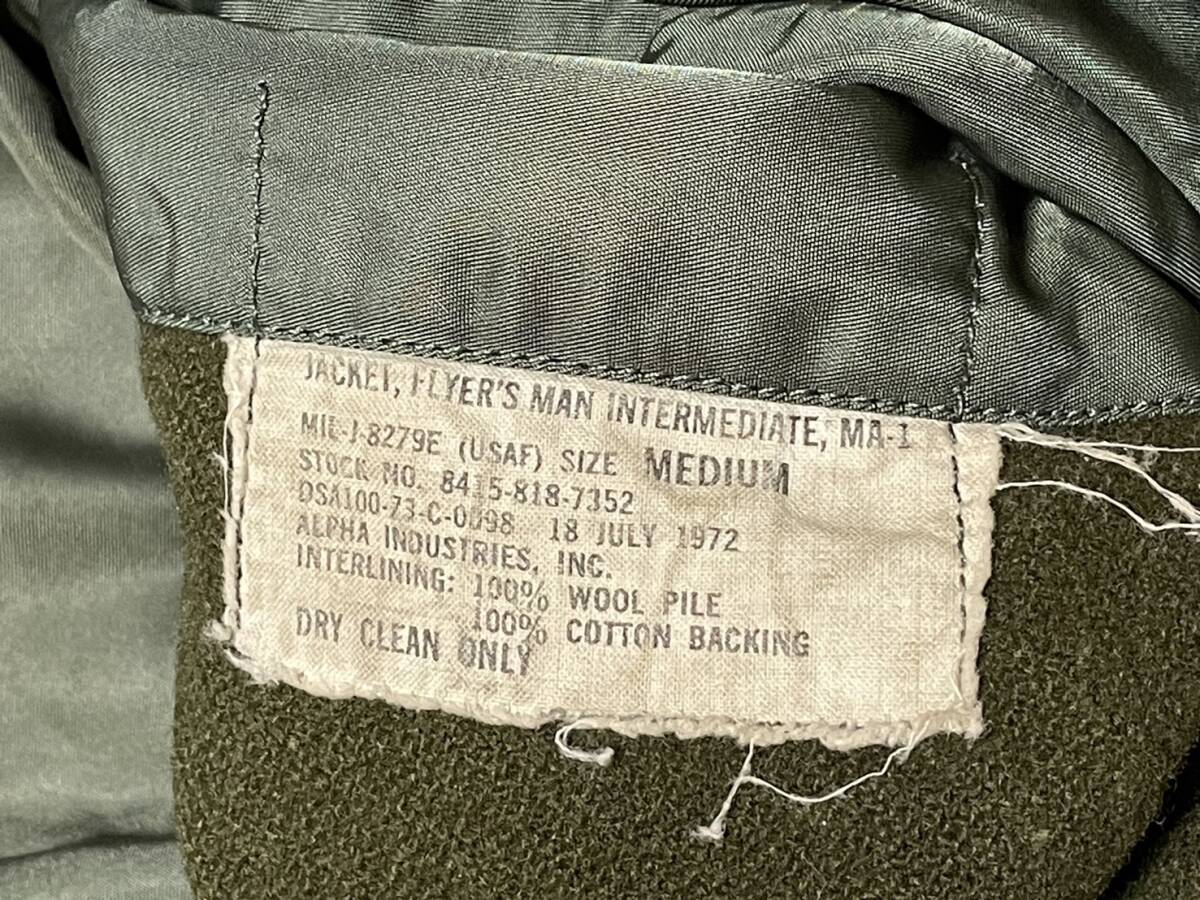 JACKET, FLYER'S MAN INTERMEDIATE, MA-1
MIL-J-8279E (USAF) SIZE MEDIUM
STOCK NO. 8415-818-7352
DSA100-73-C-0098 18 JULY 1972
ALPHA INDUSTRIES, INC.
INTERLINING: 100% WOOL PILE
100% COTTON BACKING
DRY CLEAN ONLY